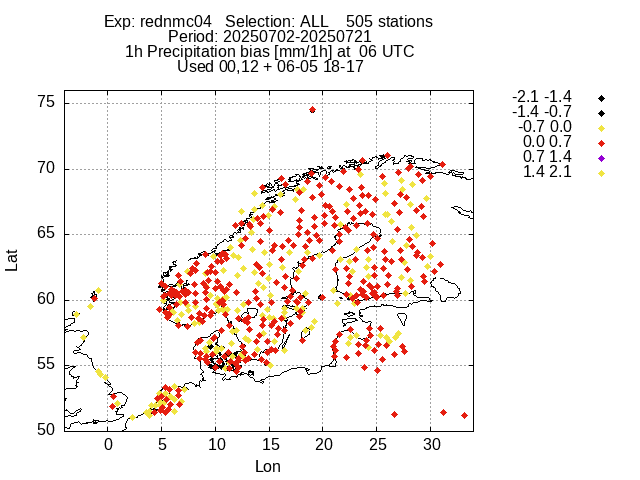 Exp: rednmc04 Selection: ALL 505 stations
Period: 20250702-20250721
1h Precipitation bias [mm/1h] at 06 UTC
Used 00,12 + 06-05 18-17
-2.1 -1.4
-1.4 -0.7
-0.7 0.0
0.0 0.7
0.7 1.4
1.4 2.1
Lat
75
70
65
60
55
50
0 5 10 15 20 25 30
Lon